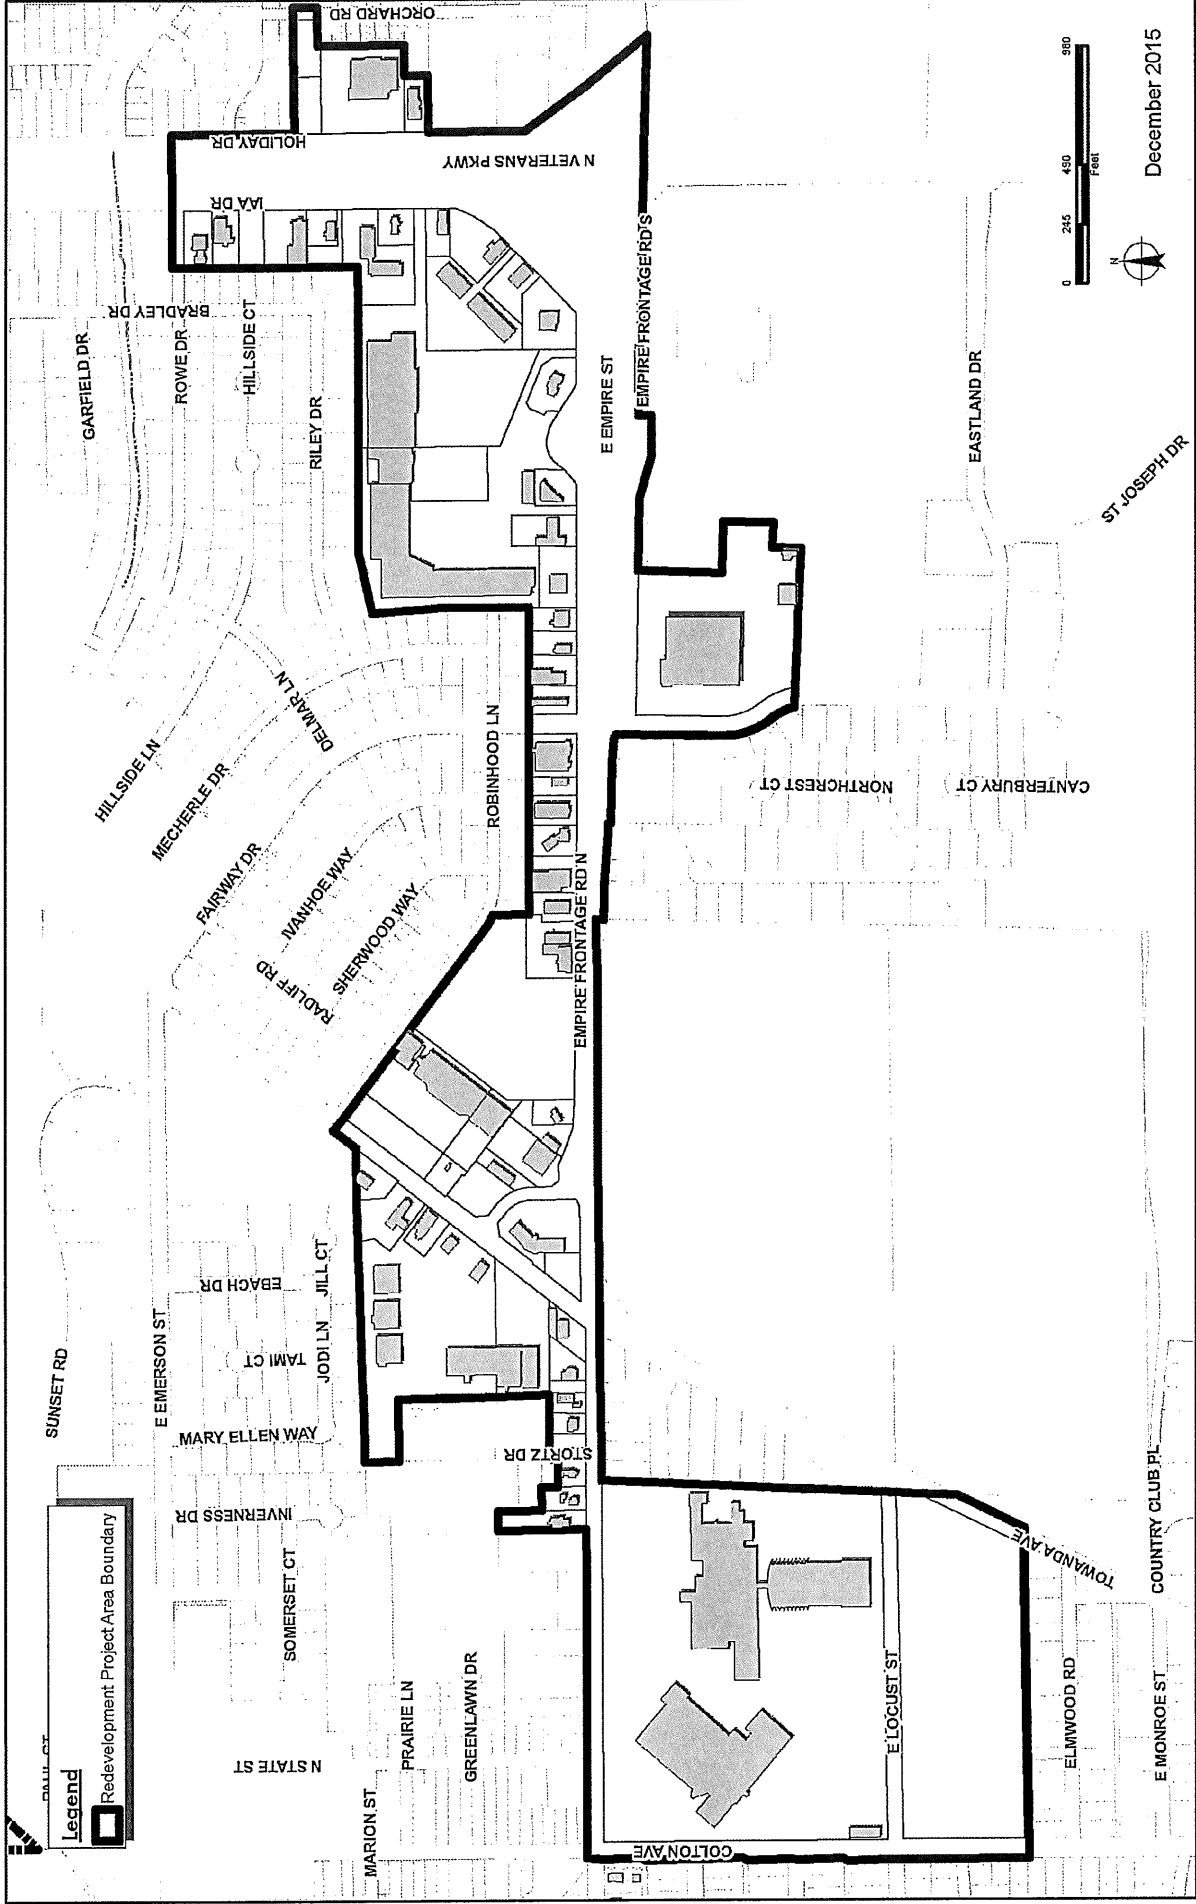 Legend
Redevelopment Project Area Boundary
SUNSET RD
E EMERSON ST
GARFIELD DR
ROWE DR
BRADLEY DR
HILLSIDE CT
RILEY DR
HILLSIDE LN
MECHERLE DR
DELMAR LN
FAIRWAY DR
IVANHOE WAY
SHERWOOD WAY
RADLIFF RD
ROBINHOOD LN
IAA DR
HOLIDAY DR
ORCHARD RD
N VETERANS PKWY
EBACH DR
TAMI CT
JODI LN
JILL CT
MARY ELLEN WAY
INVERNESS DR
SOMERSET CT
N STATE ST
MARION ST
PRAIRIE LN
GREENLAWN DR
STORTZ DR
EMPIRE FRONTAGE RD N
E EMPIRE ST
EMPIRE FRONTAGE RD S
COLTON AVE
E LOCUST ST
TOWANDA AVE
ELMWOOD RD
E MONROE ST
COUNTRY CLUB PL
NORTHCREST CT
CANTERBURY CT
EASTLAND DR
ST JOSEPH DR
0 245 490 980
Feet
N
December 2015